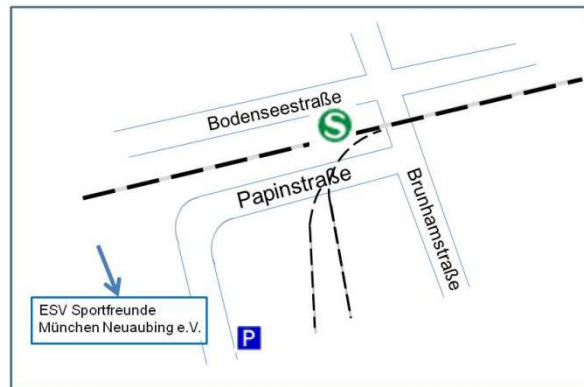 Bodenseestraße
S
Papinstraße
Brunhamstraße
ESV Sportfreunde
München Neuaubing e.V.
P